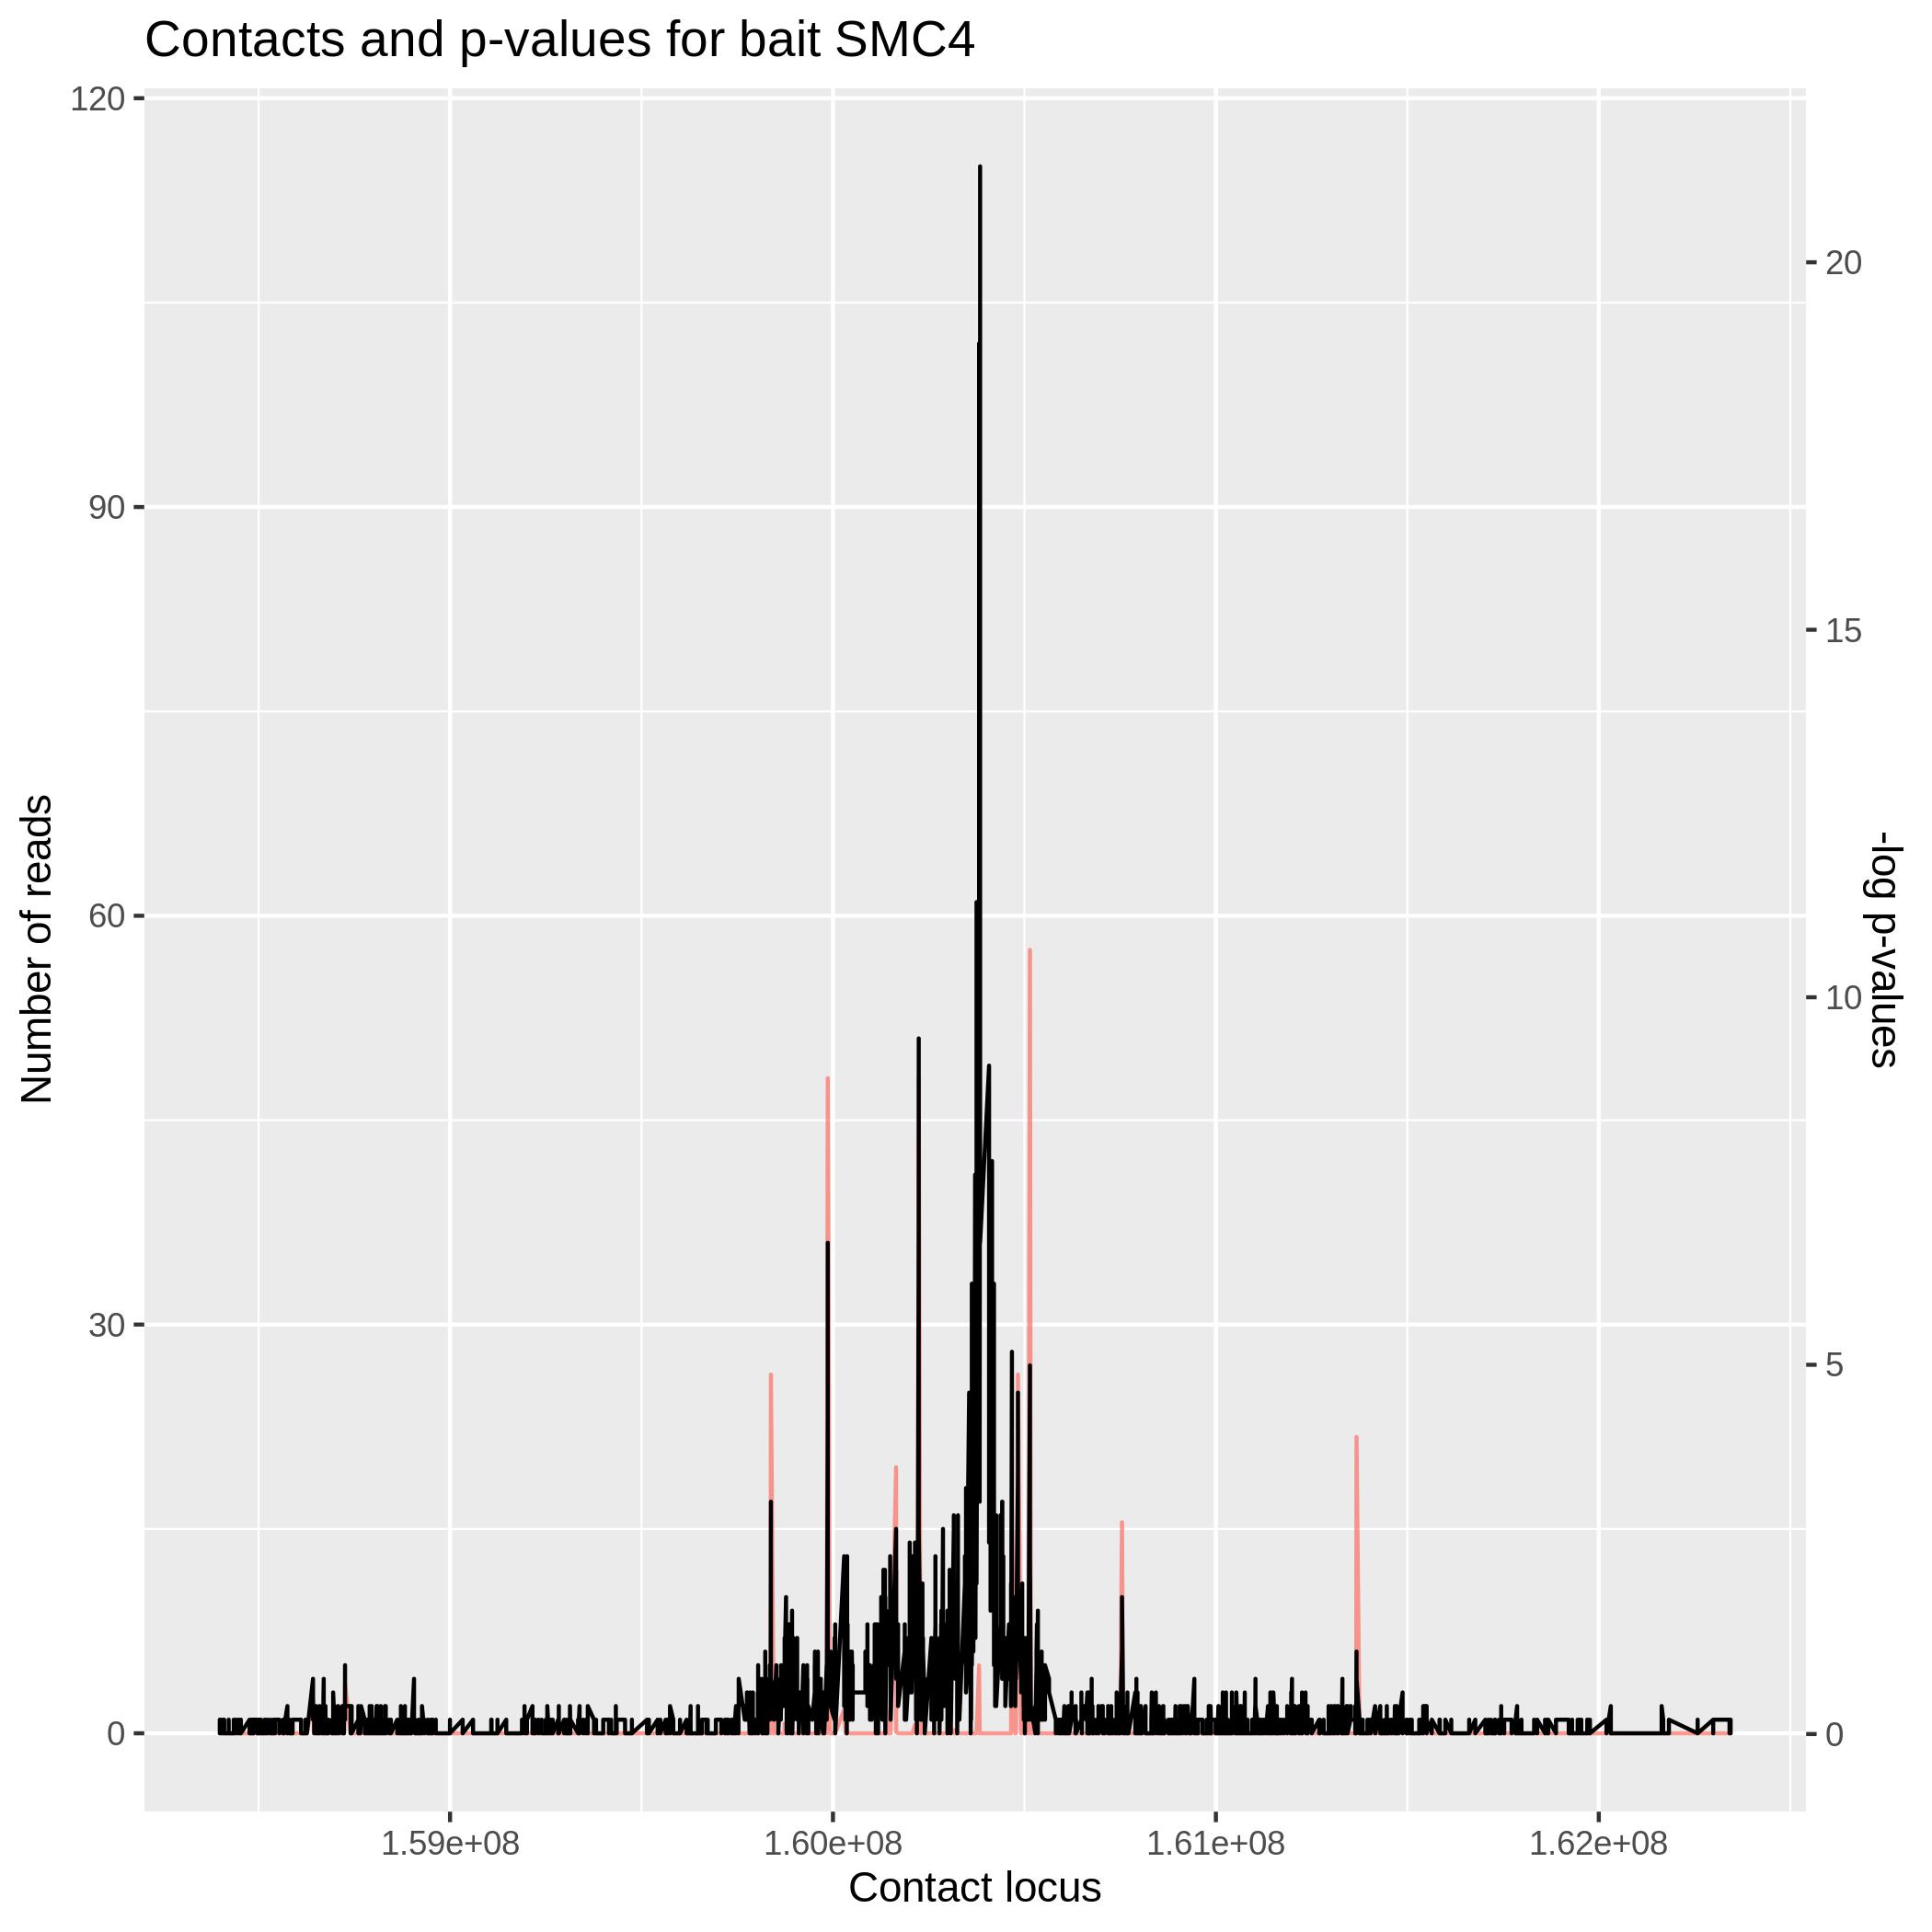 Contacts and p-values for bait SMC4
120
90
60
30
0
Number of reads
20
15
10
5
0
-log p-values
1.59e+08 1.60e+08 1.61e+08 1.62e+08
Contact locus